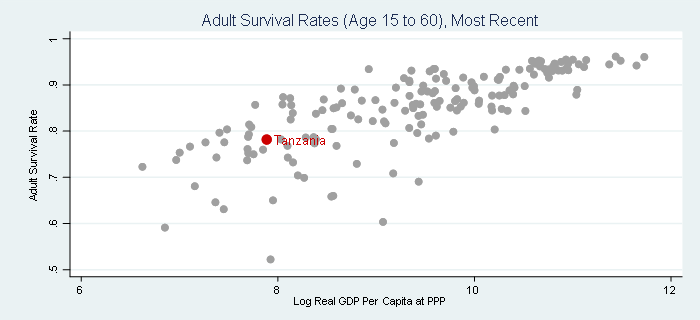 Adult Survival Rates (Age 15 to 60), Most Recent
1
.9
.8
.7
.6
.5
Adult Survival Rate
Tanzania
6 8 10 12
Log Real GDP Per Capita at PPP